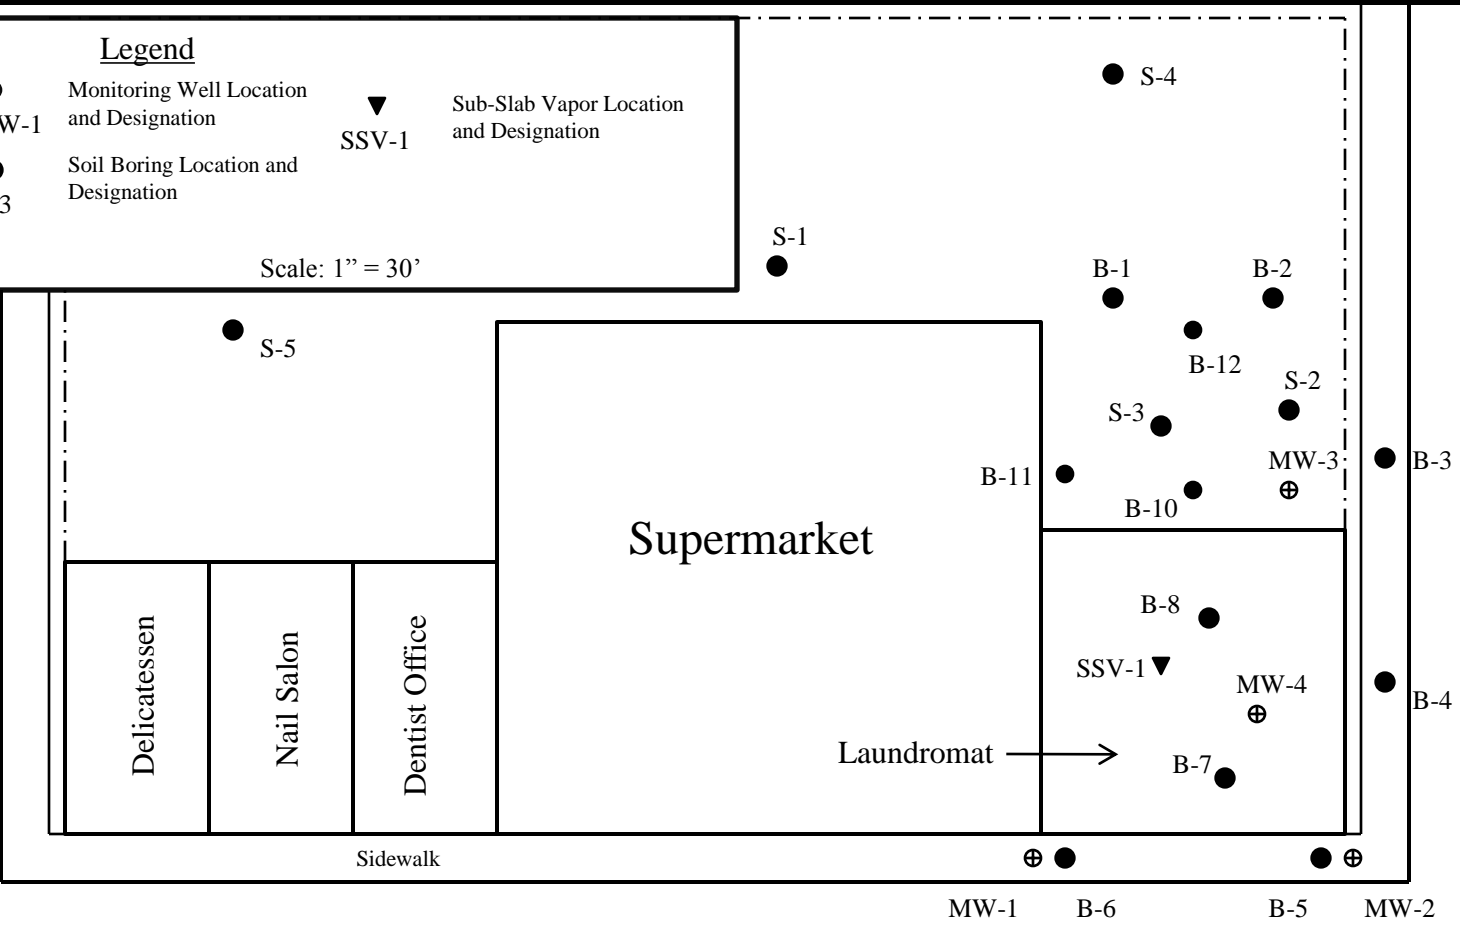 Legend
Monitoring Well Location
and Designation
W-1
SSV-1
Sub-Slab Vapor Location
and Designation
Soil Boring Location and
Designation
3
Scale: 1” = 30’
S-4
S-1
B-1
B-2
S-5
B-12
S-2
S-3
MW-3
B-3
B-11
B-10
Supermarket
B-8
SSV-1
MW-4
B-4
Delicatessen
Nail Salon
Dentist Office
Laundromat
B-7
Sidewalk
MW-1
B-6
B-5
MW-2